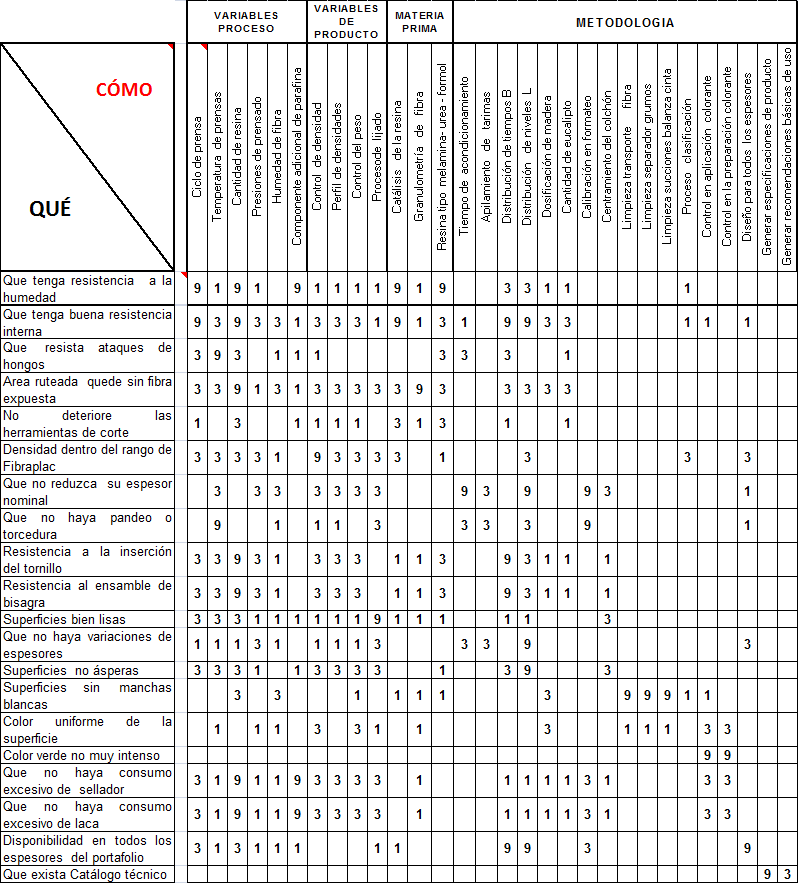 VARIABLES
PROCESO
VARIABLES
DE
PRODUCTO
MATERIA
PRIMA
METODOLOGIA
CÓMO
QUÉ
Ciclo de prensa
Temperatura de prensas
Cantidad de resina
Presiones de prensado
Humedad de fibra
Componente adicional de parafina
Control de densidad
Perfil de densidades
Control del peso
Procesode lijado
Catálisis de la resina
Granulometría de fibra
Resina tipo melamina- urea - formol
Tiempo de acondicionamiento
Apilamiento de tarimas
Distribución de tiempos B
Distribución de niveles L
Dosificación de madera
Cantidad de eucalipto
Calibración en formateo
Centramiento del colchón
Limpieza transporte fibra
Limpieza separador grumos
Limpieza succiones balanza cinta
Proceso clasificación
Control en aplicación colorante
Control en la preparación colorante
Diseño para todos los espesores
Generar especificaciones de producto
Generar recomendaciones básicas de uso
Que tenga resistencia a la
humedad
9 1 9 1 9 1 1 1 1 9 1 9 3 3 1 1 1
Que tenga buena resistencia
interna
9 3 9 3 3 1 3 3 3 1 9 1 3 1 9 9 3 3 1 1 1
Que resista ataques de
hongos
3 9 3 1 1 1 3 3 3 1
Area ruteada quede sin fibra
expuesta
3 3 9 1 3 1 3 3 3 3 3 9 3 3 3 3 3
No deteriore las
herramientas de corte
1 3 1 1 1 1 3 1 3 1 1
Densidad dentro del rango de
Fibraplac
3 3 3 3 1 9 3 3 3 3 1 3 3 3
Que no reduzca su espesor
nominal
3 3 3 3 3 3 3 9 3 9 9 3 1
Que no haya pandeo o
torcedura
9 1 1 1 3 3 3 3 9 1
Resistencia a la inserción
del tornillo
3 3 9 3 1 3 3 3 1 1 3 9 3 1 1 1
Resistencia al ensamble de
bisagra
3 3 9 3 1 3 3 3 1 1 3 9 3 1 1 1
Superficies bien lisas
3 3 3 1 1 1 1 1 1 9 1 1 1 1 1 3
Que no haya variaciones de
espesores
1 1 1 3 1 1 1 1 3 3 3 9 3
Superficies no ásperas
3 3 3 1 1 3 3 3 3 1 3 9 3
Superficies sin manchas
blancas
3 3 1 1 1 1 3 9 9 9 1 1
Color uniforme de la
superficie
1 1 1 3 3 1 1 3 1 1 1 3 3
Color verde no muy intenso
9 9
Que no haya consumo
excesivo de sellador
3 1 9 1 1 9 3 3 3 3 1 1 1 1 1 3 1 3 3
Que no haya consumo
excesivo de laca
3 1 9 1 1 9 3 3 3 3 1 1 1 1 1 3 1 3 3
Disponibilidad en todos los
espesores del portafolio
3 1 3 1 1 1 1 1 9 9 3 9
Que exista Catálogo técnico
9 3